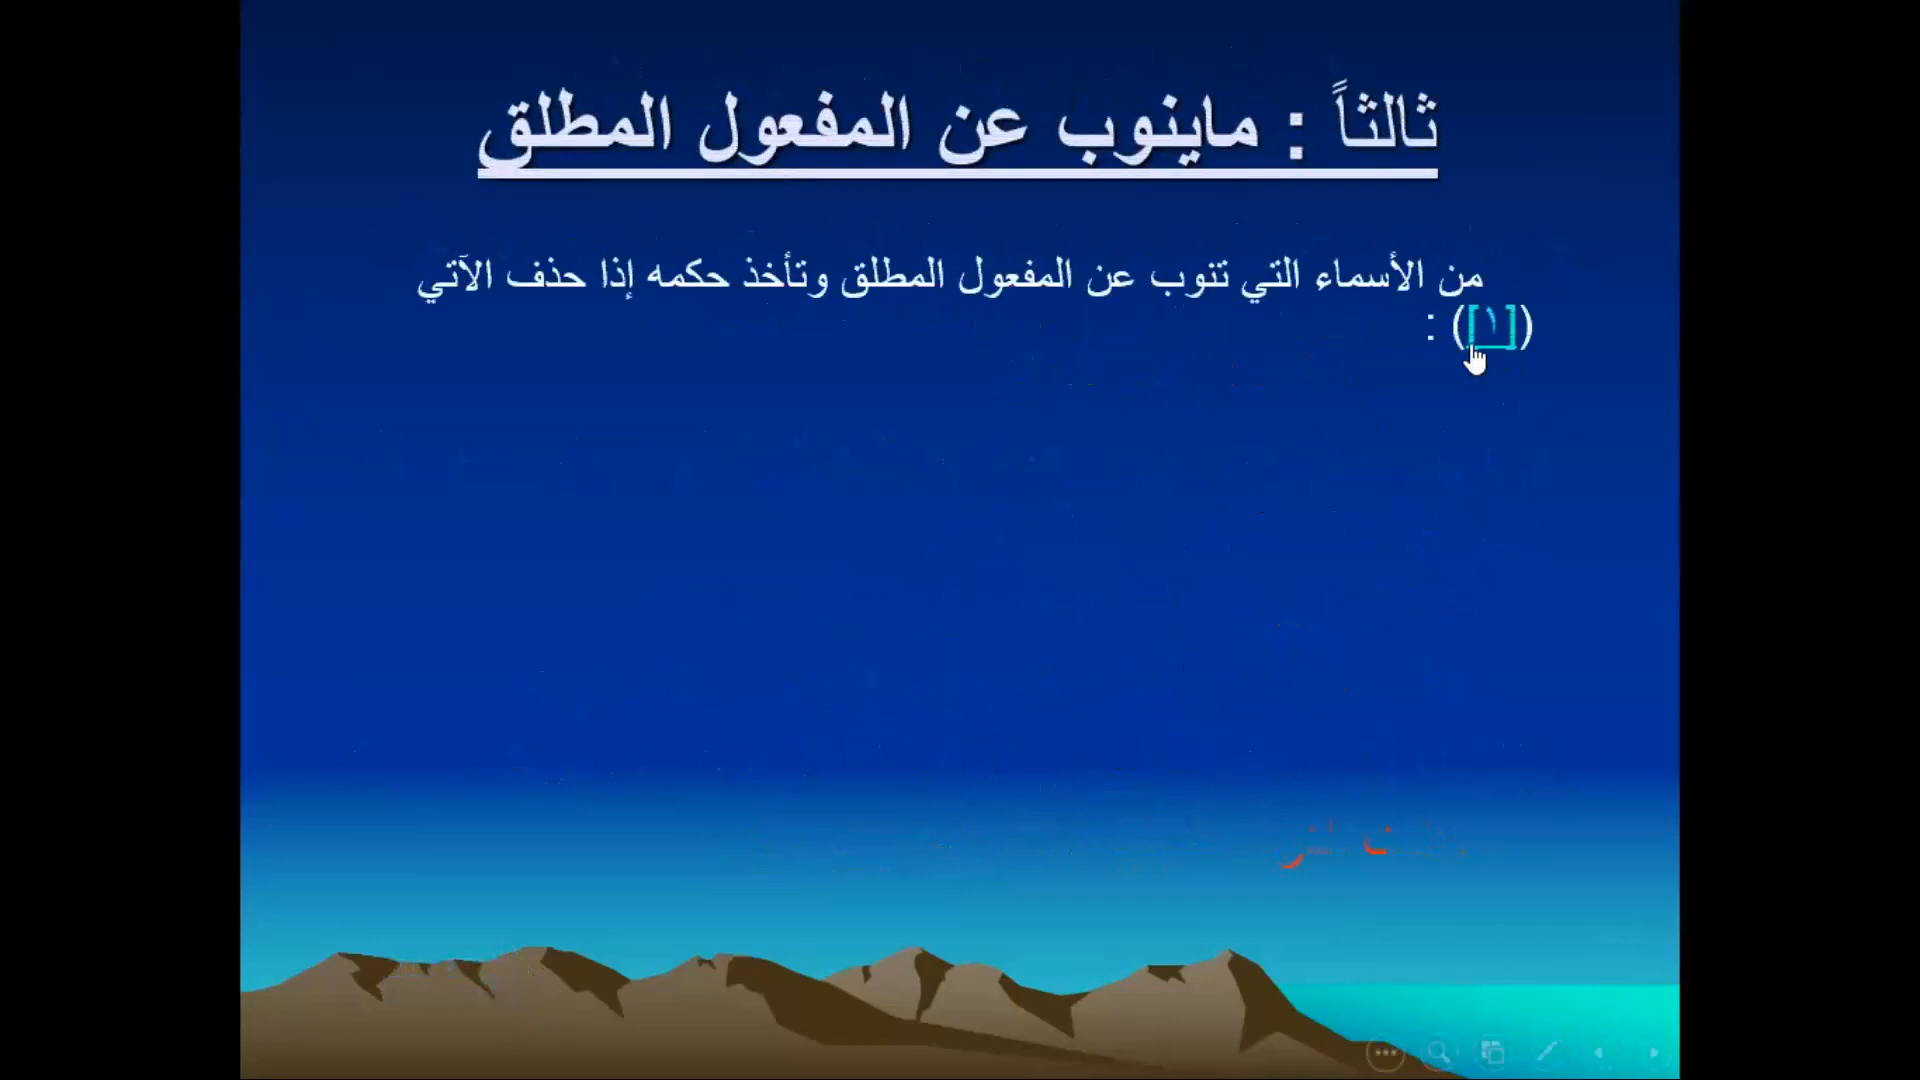 ثالثاً : ماينوب عن المفعول المطلق
من الأسماء التي تنوب عن المفعول المطلق وتأخذ حكمه إذا حذف الآتي
([١]) :